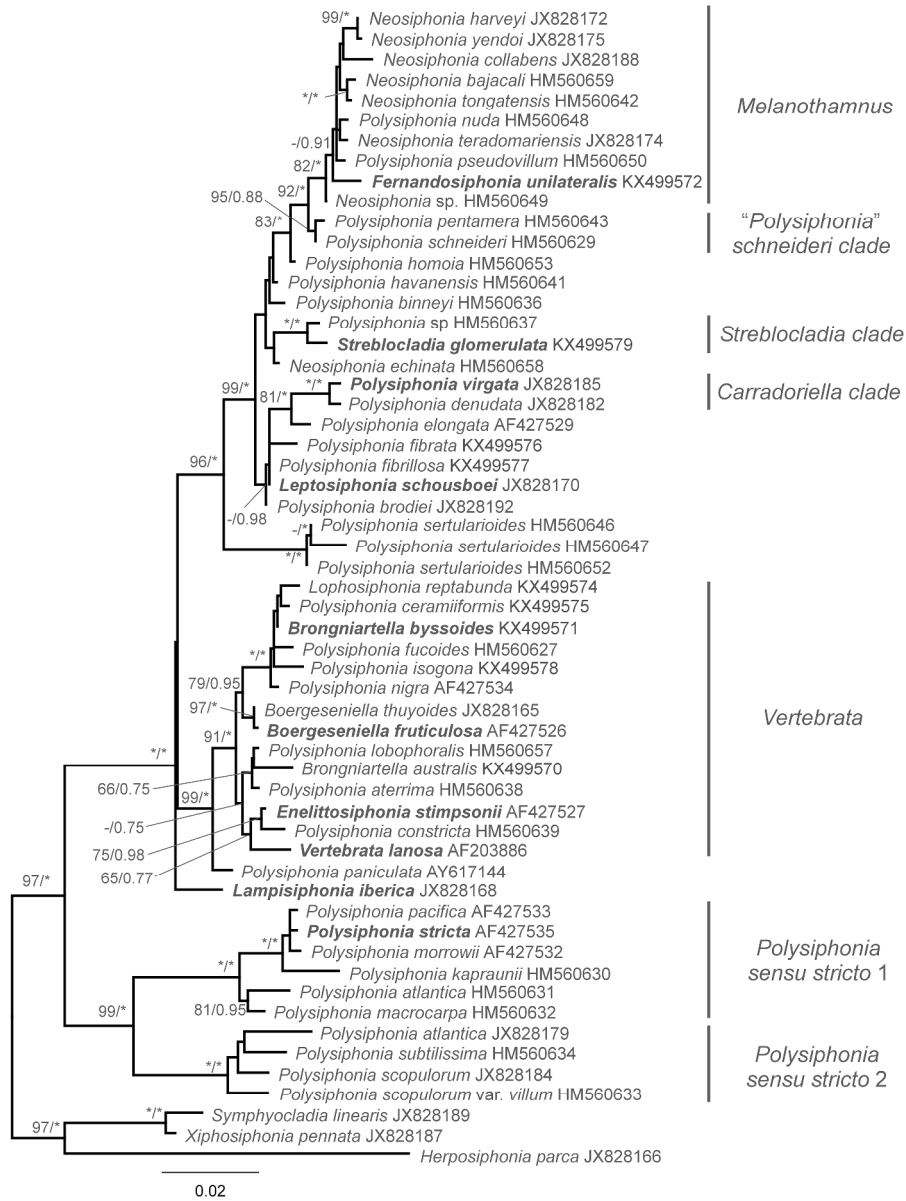 99/*
Neosiphonia harveyi JX828172
Neosiphonia yendoi JX828175
Neosiphonia collabens JX828188
Neosiphonia bajacali HM560659
*/*
Neosiphonia tongatensis HM560642
Melanothamnus
Polysiphonia nuda HM560648
-/0.91
Neosiphonia teradomariensis JX828174
Polysiphonia pseudovillum HM560650
82/*
Fernandosiphonia unilateralis KX499572
92/*
95/0.88
Neosiphonia sp. HM560649
83/*
Polysiphonia pentamera HM560643
Polysiphonia schneideri HM560629
“Polysiphonia”
schneideri clade
Polysiphonia homoia HM560653
Polysiphonia havanensis HM560641
Polysiphonia binneyi HM560636
*/*
Polysiphonia sp HM560637
Streblocladia glomerulata KX499579
Streblocladia clade
Neosiphonia echinata HM560658
99/*
*/*
Polysiphonia virgata JX828185
81/*
Polysiphonia denudata JX828182
Carradoriella clade
Polysiphonia elongata AF427529
Polysiphonia fibrata KX499576
96/*
Polysiphonia fibrillosa KX499577
Leptosiphonia schousboei JX828170
Polysiphonia brodiei JX828192
-/0.98
-/*
Polysiphonia sertularioides HM560646
Polysiphonia sertularioides HM560647
*/*
Polysiphonia sertularioides HM560652
Lophosiphonia reptabunda KX499574
Polysiphonia ceramiiformis KX499575
Brongniartella byssoides KX499571
Polysiphonia fucoides HM560627
*/*
Polysiphonia isogona KX499578
79/0.95
Polysiphonia nigra AF427534
97/*
Boergeseniella thuyoides JX828165
Boergeseniella fruticulosa AF427526
Vertebrata
91/*
Polysiphonia lobophoralis HM560657
*/*
Brongniartella australis KX499570
66/0.75
Polysiphonia aterrima HM560638
99/*
Enelittosiphonia stimpsonii AF427527
-/0.75
Polysiphonia constricta HM560639
75/0.98
Vertebrata lanosa AF203886
65/0.77
Polysiphonia paniculata AY617144
97/*
Lampisiphonia iberica JX828168
Polysiphonia pacifica AF427533
Polysiphonia stricta AF427535
*/*
Polysiphonia morrowii AF427532
*/*
Polysiphonia kapraunii HM560630
Polysiphonia
sensu stricto 1
Polysiphonia atlantica HM560631
81/0.95
Polysiphonia macrocarpa HM560632
99/*
Polysiphonia atlantica JX828179
Polysiphonia subtilissima HM560634
*/*
Polysiphonia scopulorum JX828184
Polysiphonia scopulorum var. villum HM560633
Polysiphonia
sensu stricto 2
*/*
Symphyocladia linearis JX828189
97/*
Xiphosiphonia pennata JX828187
Herposiphonia parca JX828166
0.02